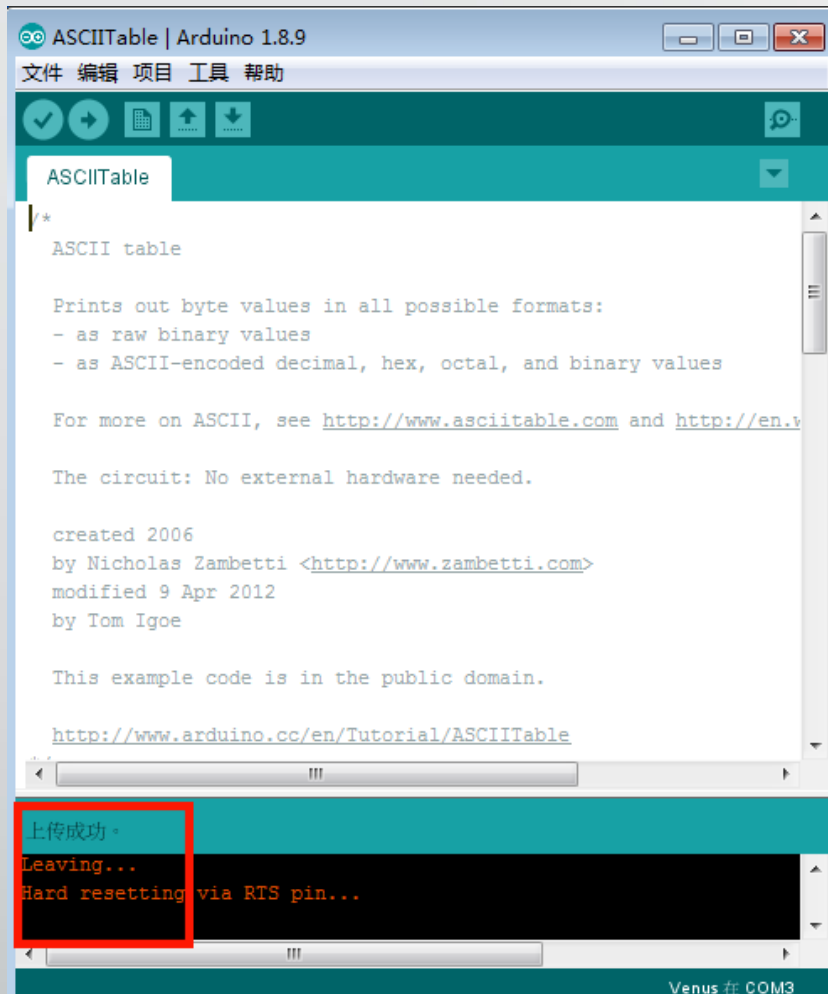 ASCIITable | Arduino 1.8.9
文件 编辑 项目 工具 帮助
ASCIITable
/*
ASCII table
Prints out byte values in all possible formats:
- as raw binary values
- as ASCII-encoded decimal, hex, octal, and binary values
For more on ASCII, see http://www.asciitable.com and http://en.w
The circuit: No external hardware needed.
created 2006
by Nicholas Zambetti <http://www.zambetti.com>
modified 9 Apr 2012
by Tom Igoe
This example code is in the public domain.
http://www.arduino.cc/en/Tutorial/ASCIITable
上传成功。
Leaving...
Hard resetting via RTS pin...
Venus 在 COM3